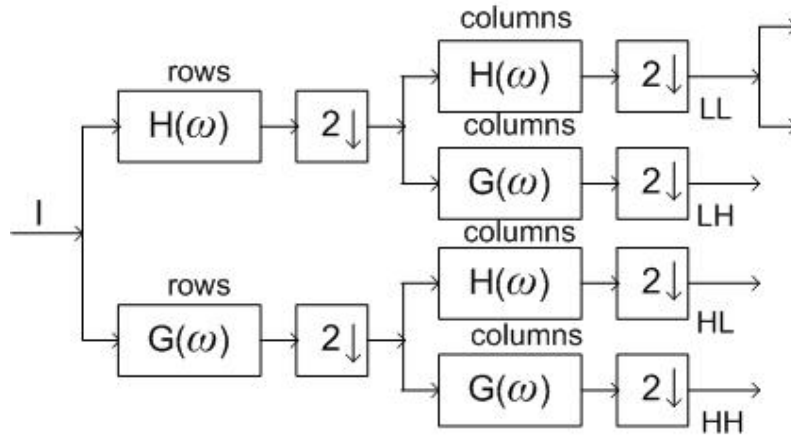 columns
rows
H(ω)
2↓
H(ω)
2↓
LL
columns
G(ω)
2↓
LH
I
columns
rows
G(ω)
2↓
H(ω)
2↓
HL
columns
G(ω)
2↓
HH